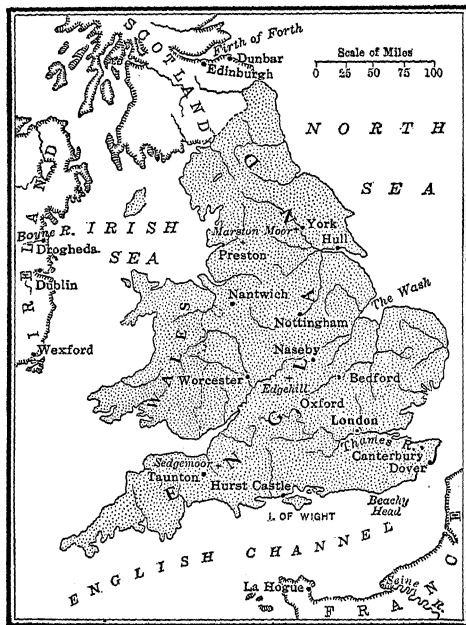 SCOTLAND
Firth of Forth
Dunbar
Edinburgh
Scale of Miles
0 25 50 75 100
NORTH
SEA
IRELAND
Boyne R.
IRISH
SEA
Drogheda
Dublin
Wexford
Marston Moor
York
Hull
Preston
Nantwich
Nottingham
The Wash
WALES
ENGLAND
Naseby
Worcester
Edgehill
Bedford
Oxford
London
Thames R.
Canterbury
Dover
Sedgemoor
Taunton
Hurst Castle
Beachy
Head
I. OF WIGHT
ENGLISH CHANNEL
La Hogue
Seine R.
FRANCE